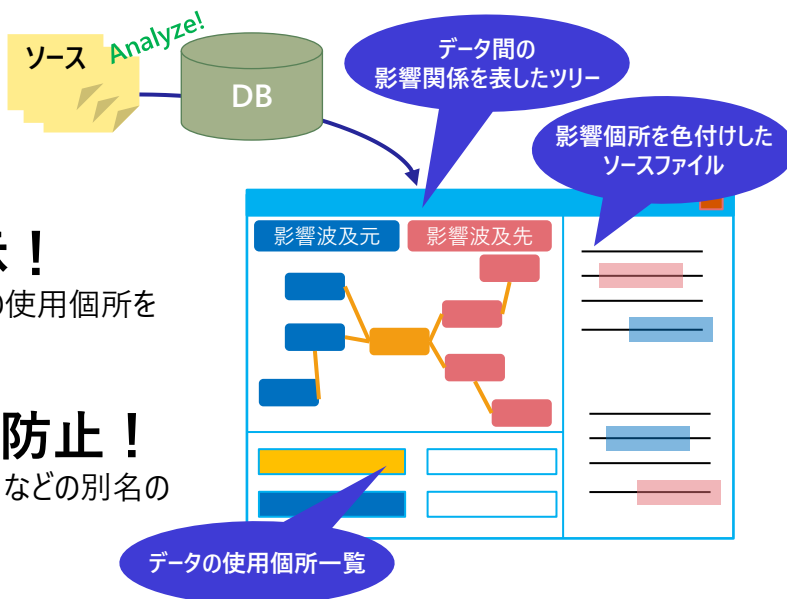 ソース
Analyze!
DB
データ間の
影響関係を表したツリー
影響個所を色付けした
ソースファイル
影響波及元
影響波及先
！
使用個所を
防止！
などの別名の
データの使用個所一覧